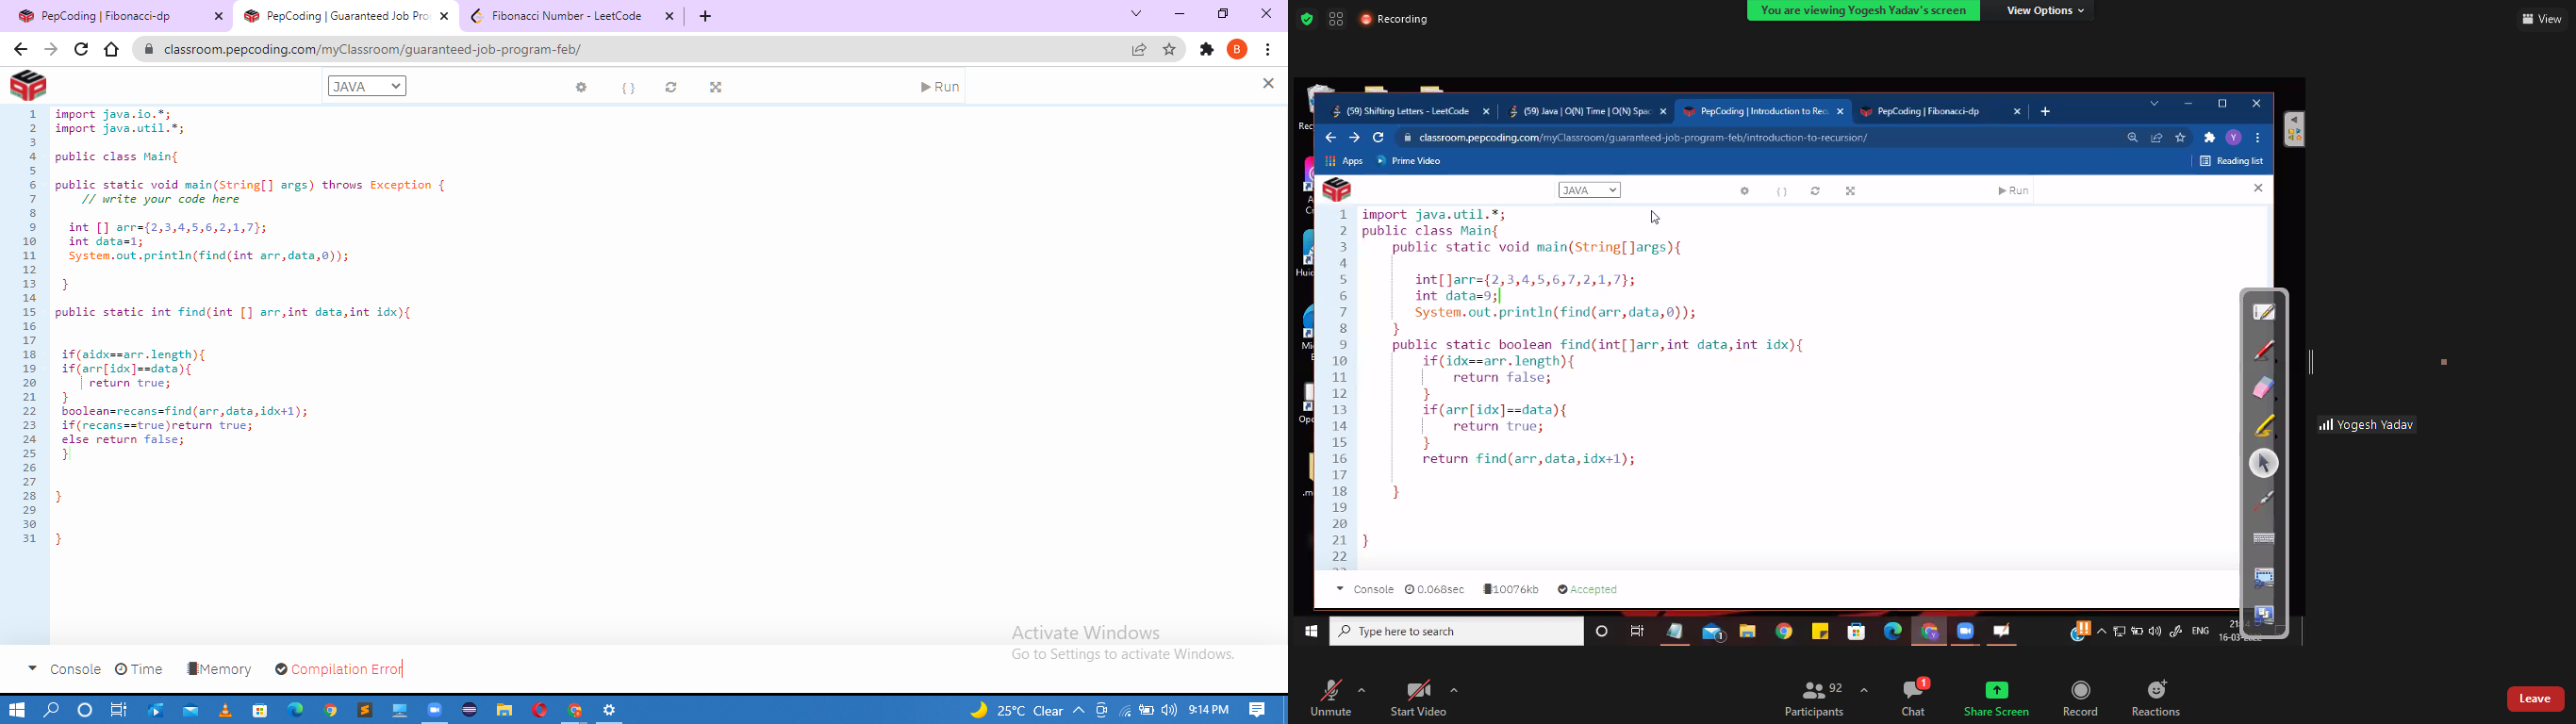 PepCoding | Fibonacci-dp
PepCoding | Guaranteed Job Pro
Fibonacci Number - LeetCode
classroom.pepcoding.com/myClassroom/guaranteed-job-program-feb/
B
JAVA
{ }
Run
1 import java.io.*;
2 import java.util.*;
3
4 public class Main{
5
6 public static void main(String[] args) throws Exception {
7 // write your code here
8
9 int [] arr={2,3,4,5,6,2,1,7};
10 int data=1;
11 System.out.println(find(int arr,data,0));
12
13 }
14
15 public static int find(int [] arr,int data,int idx){
16
17
18 if(aidx==arr.length){
19 if(arr[idx]==data){
20 return true;
21 }
22 boolean=recans=find(arr,data,idx+1);
23 if(recans==true)return true;
24 else return false;
25 }
26
27
28 }
29
30
31 }
Activate Windows
Go to Settings to activate Windows.
Console Time Memory Compilation Error
25°C Clear
9:14 PM
Recording
You are viewing Yogesh Yadav's screen
View Options
View
(59) Shifting Letters - LeetCode
(59) Java | O(N) Time | O(N) Spac
PepCoding | Introduction to Rec
PepCoding | Fibonacci-dp
classroom.pepcoding.com/myClassroom/guaranteed-job-program-feb/introduction-to-recursion/
Y
Apps
Prime Video
Reading list
JAVA
{ }
Run
1 import java.util.*;
2 public class Main{
3 public static void main(String[]args){
4
5 int[]arr={2,3,4,5,6,7,2,1,7};
6 int data=9;
7 System.out.println(find(arr,data,0));
8 }
9 public static boolean find(int[]arr,int data,int idx){
10 if(idx==arr.length){
11 return false;
12 }
13 if(arr[idx]==data){
14 return true;
15 }
16 return find(arr,data,idx+1);
17
18 }
19
20
21 }
22
Console 0.068sec 10076kb Accepted
Type here to search
1
ENG
Yogesh Yadav
Unmute
Start Video
Participants
92
Chat
1
Share Screen
Record
Reactions
Leave